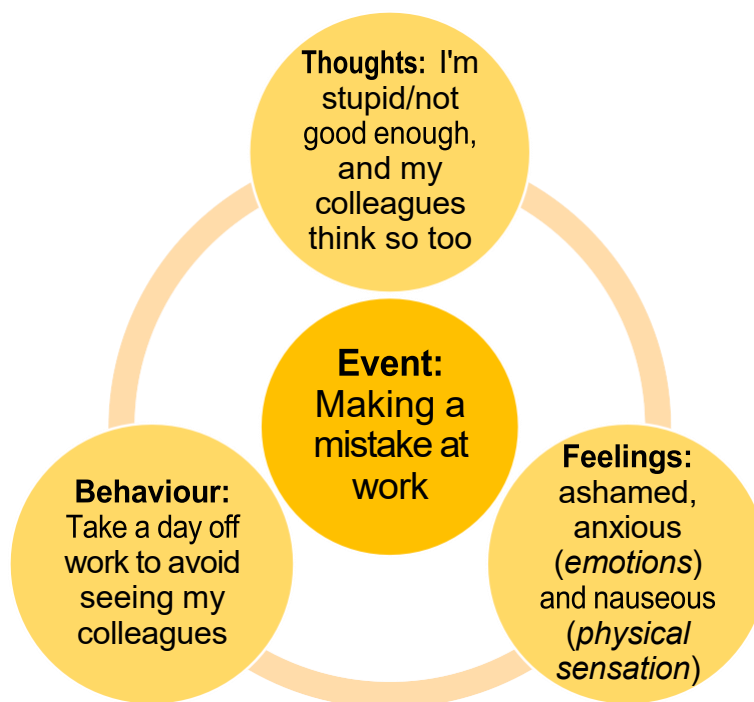 Thoughts: I'm
stupid/not
good enough,
and my
colleagues
think so too
Event:
Making a
mistake at
work
Behaviour:
Take a day off
work to avoid
seeing my
colleagues
Feelings:
ashamed,
anxious
(emotions)
and nauseous
(physical
sensation)